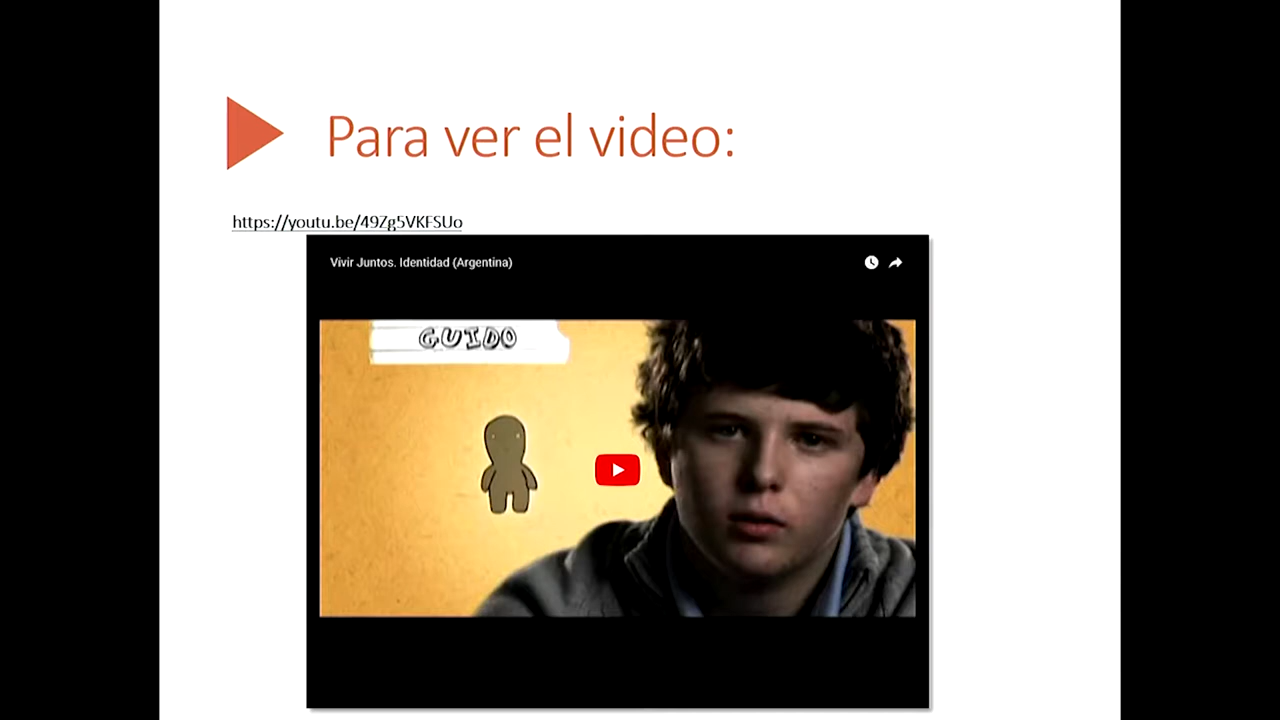 Para ver el video:
https://youtu.be/49Zg5VKFSUo
Vivir Juntos. Identidad (Argentina)
GUIDO